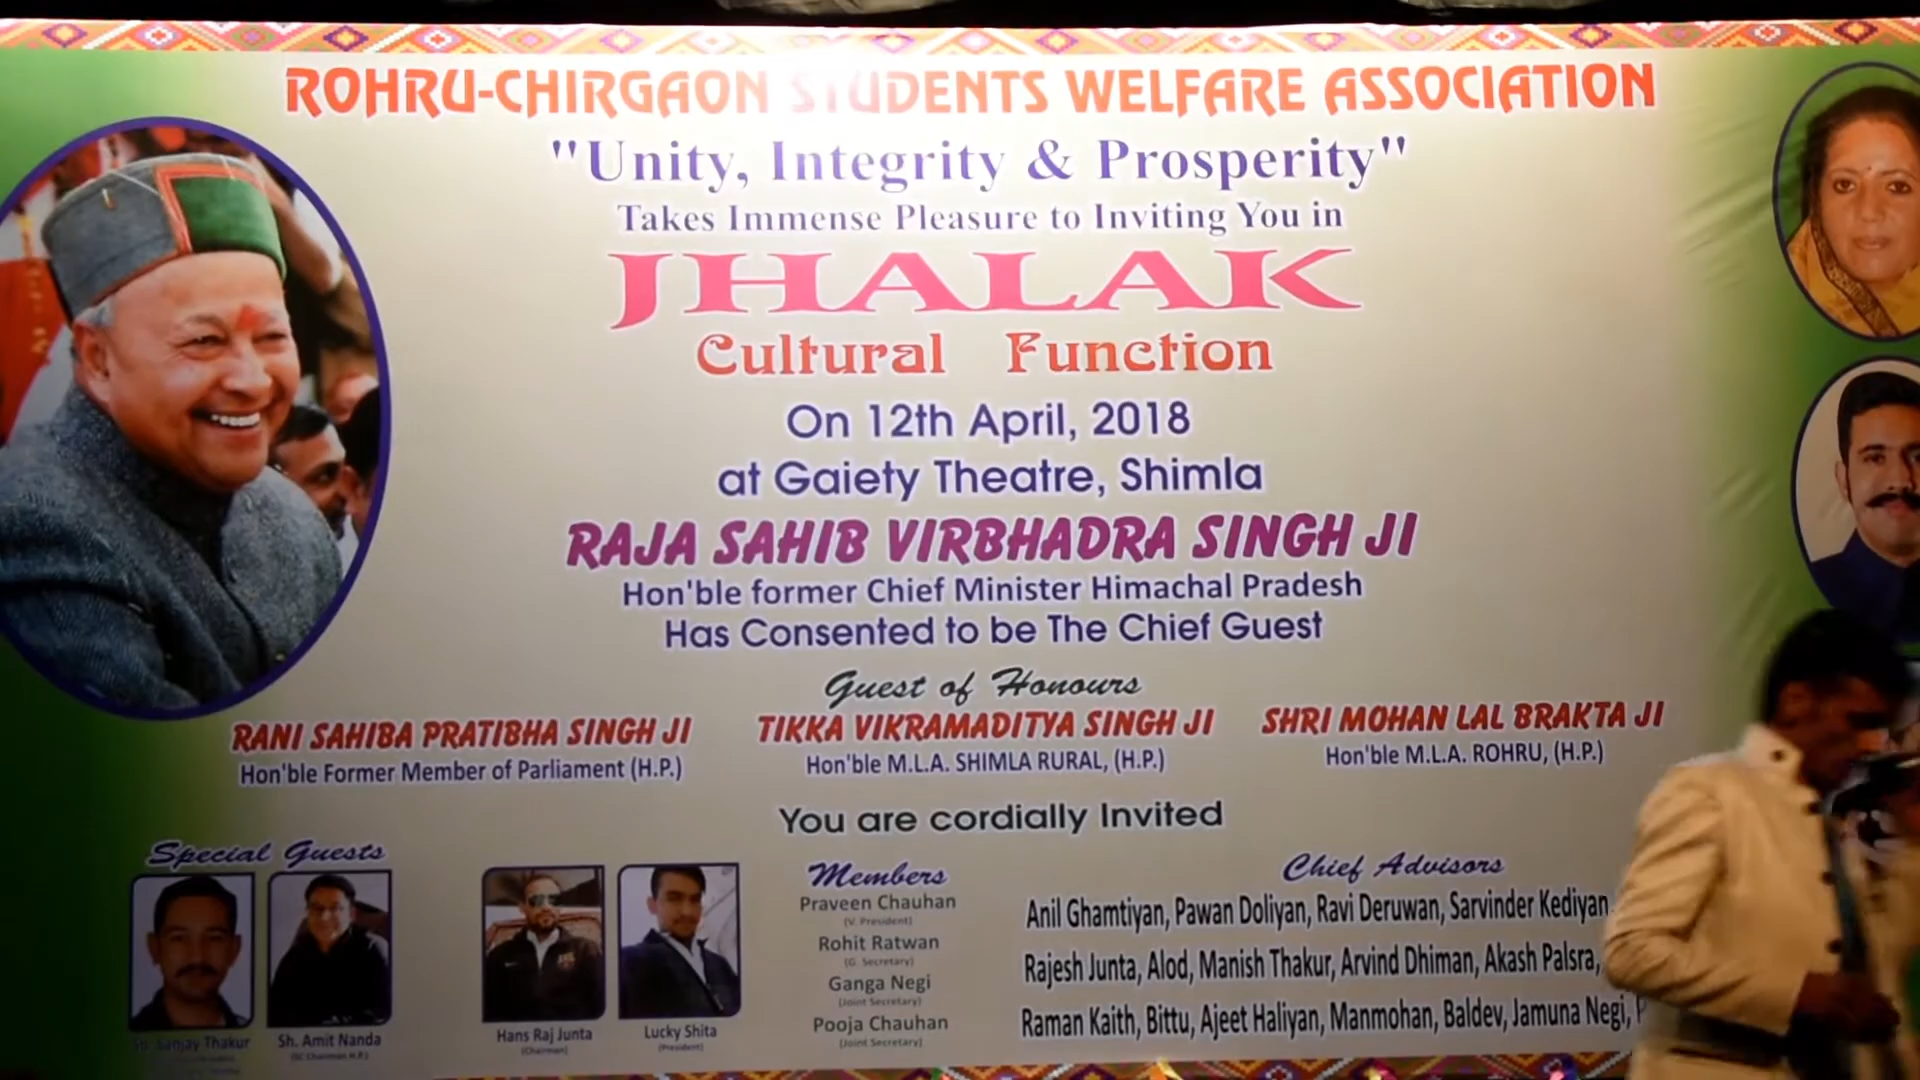 ROHRU-CHIRGAON STUDENTS WELFARE ASSOCIATION
"Unity, Integrity & Prosperity"
Takes Immense Pleasure to Inviting You in
JHALAK
Cultural Function
On 12th April, 2018
at Gaiety Theatre, Shimla
RAJA SAHIB VIRBHADRA SINGH JI
Hon'ble former Chief Minister Himachal Pradesh
Has Consented to be The Chief Guest
Guest of Honours
RANI SAHIBA PRATIBHA SINGH JI
Hon'ble Former Member of Parliament (H.P.)
TIKKA VIKRAMADITYA SINGH JI
Hon'ble M.L.A. SHIMLA RURAL, (H.P.)
SHRI MOHAN LAL BRAKTA JI
Hon'ble M.L.A. ROHRU, (H.P.)
You are cordially Invited
Special Guests
Sh. Sanjay Thakur
Sh. Amit Nanda
(SC Chairman H.P.)
Hans Raj Junta
(Chairman)
Lucky Shita
(President)
Members
Praveen Chauhan
(V. President)
Rohit Ratwan
(G. Secretary)
Ganga Negi
(Joint Secretary)
Pooja Chauhan
(Joint Secretary)
Chief Advisors
Anil Ghamtiyan, Pawan Doliyan, Ravi Deruwan, Sarvinder Kediyan
Rajesh Junta, Alod, Manish Thakur, Arvind Dhiman, Akash Palsra,
Raman Kaith, Bittu, Ajeet Haliyan, Manmohan, Baldev, Jamuna Negi,